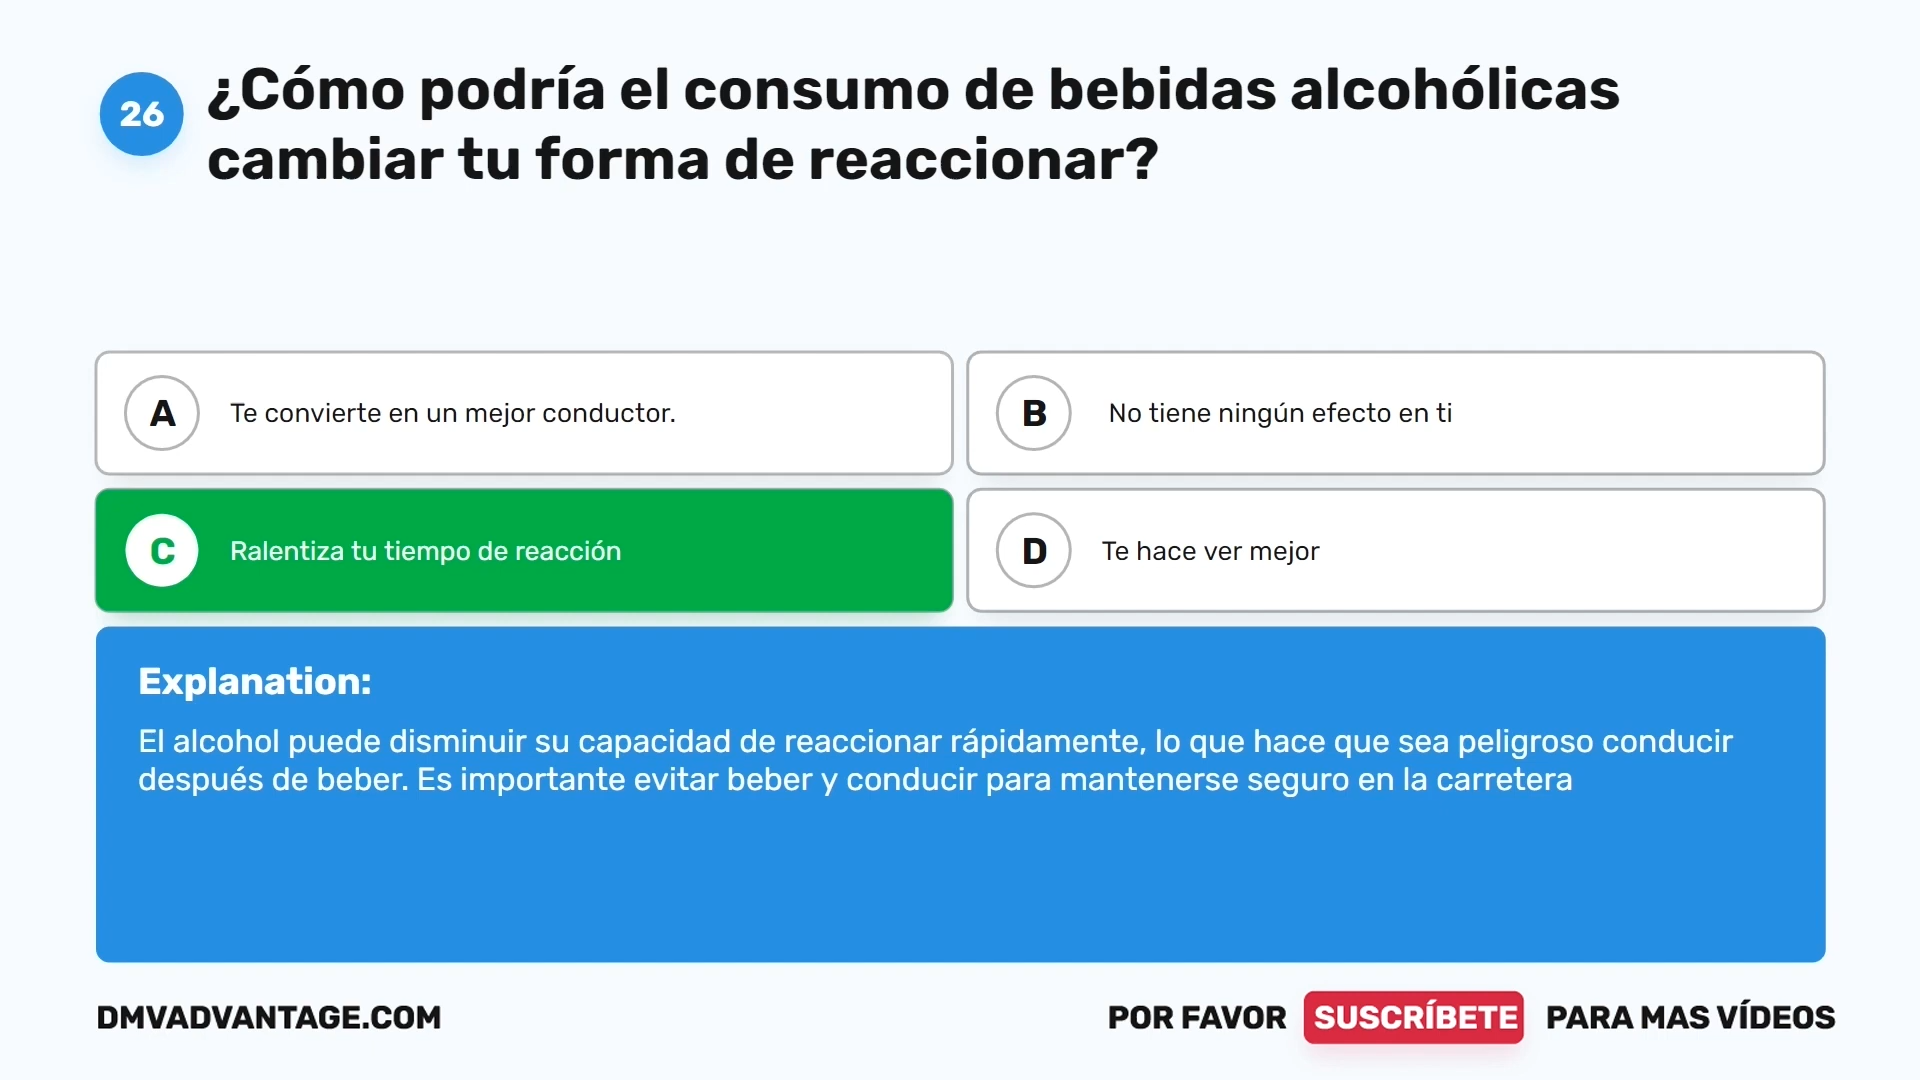 26
¿Cómo podría el consumo de bebidas alcohólicas
cambiar tu forma de reaccionar?
A Te convierte en un mejor conductor.
B No tiene ningún efecto en ti
C Ralentiza tu tiempo de reacción
D Te hace ver mejor
Explanation:
El alcohol puede disminuir su capacidad de reaccionar rápidamente, lo que hace que sea peligroso conducir
después de beber. Es importante evitar beber y conducir para mantenerse seguro en la carretera
DMVADVANTAGE.COM
POR FAVOR SUSCRÍBETE PARA MAS VÍDEOS